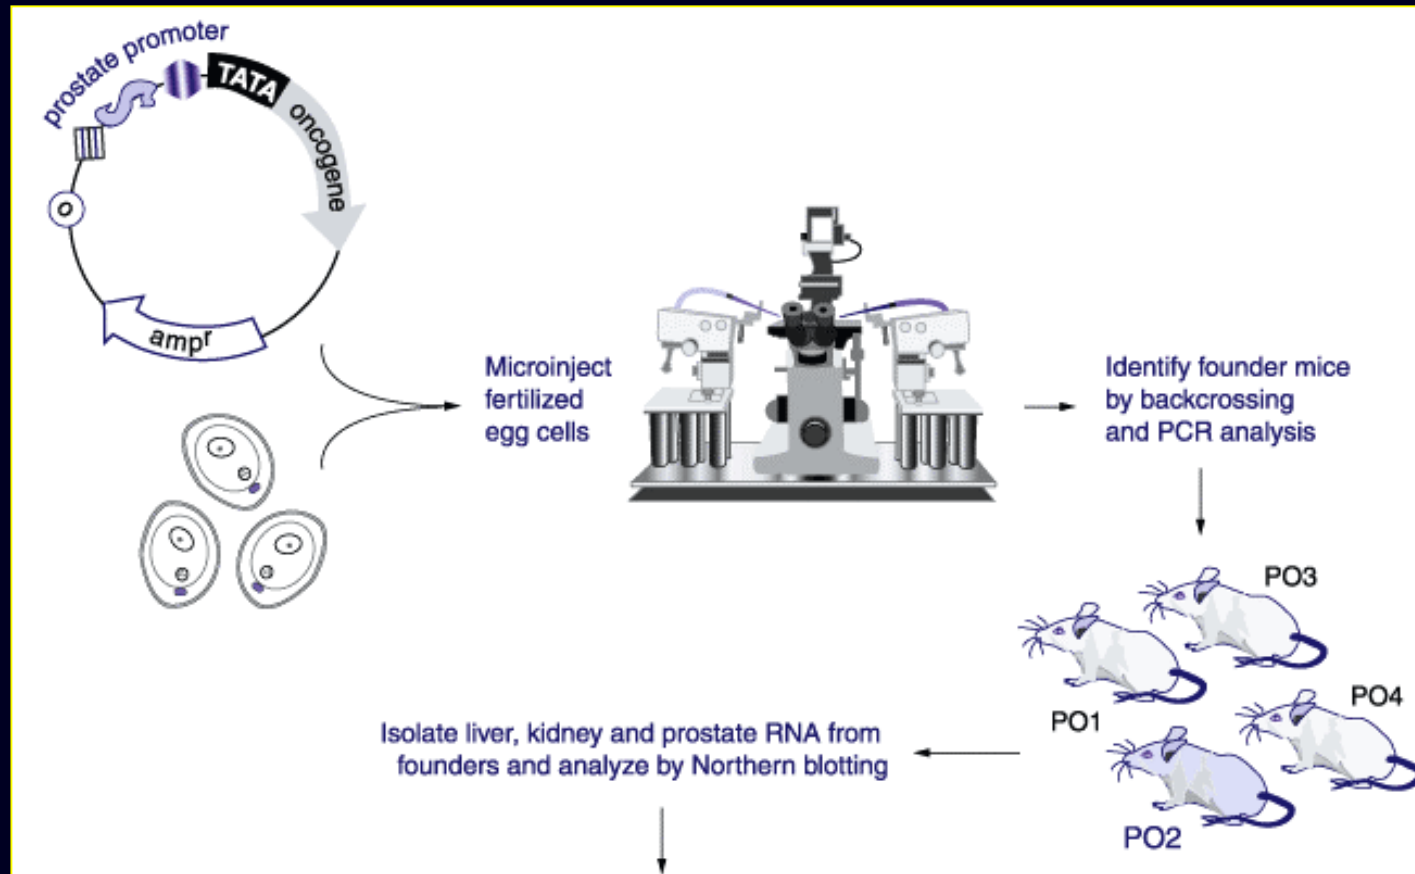 prostate promoter
TATA
oncogene
o
ampr
Microinject
fertilized
egg cells
Identify founder mice
by backcrossing
and PCR analysis
PO3
PO1
PO4
PO2
Isolate liver, kidney and prostate RNA from
founders and analyze by Northern blotting